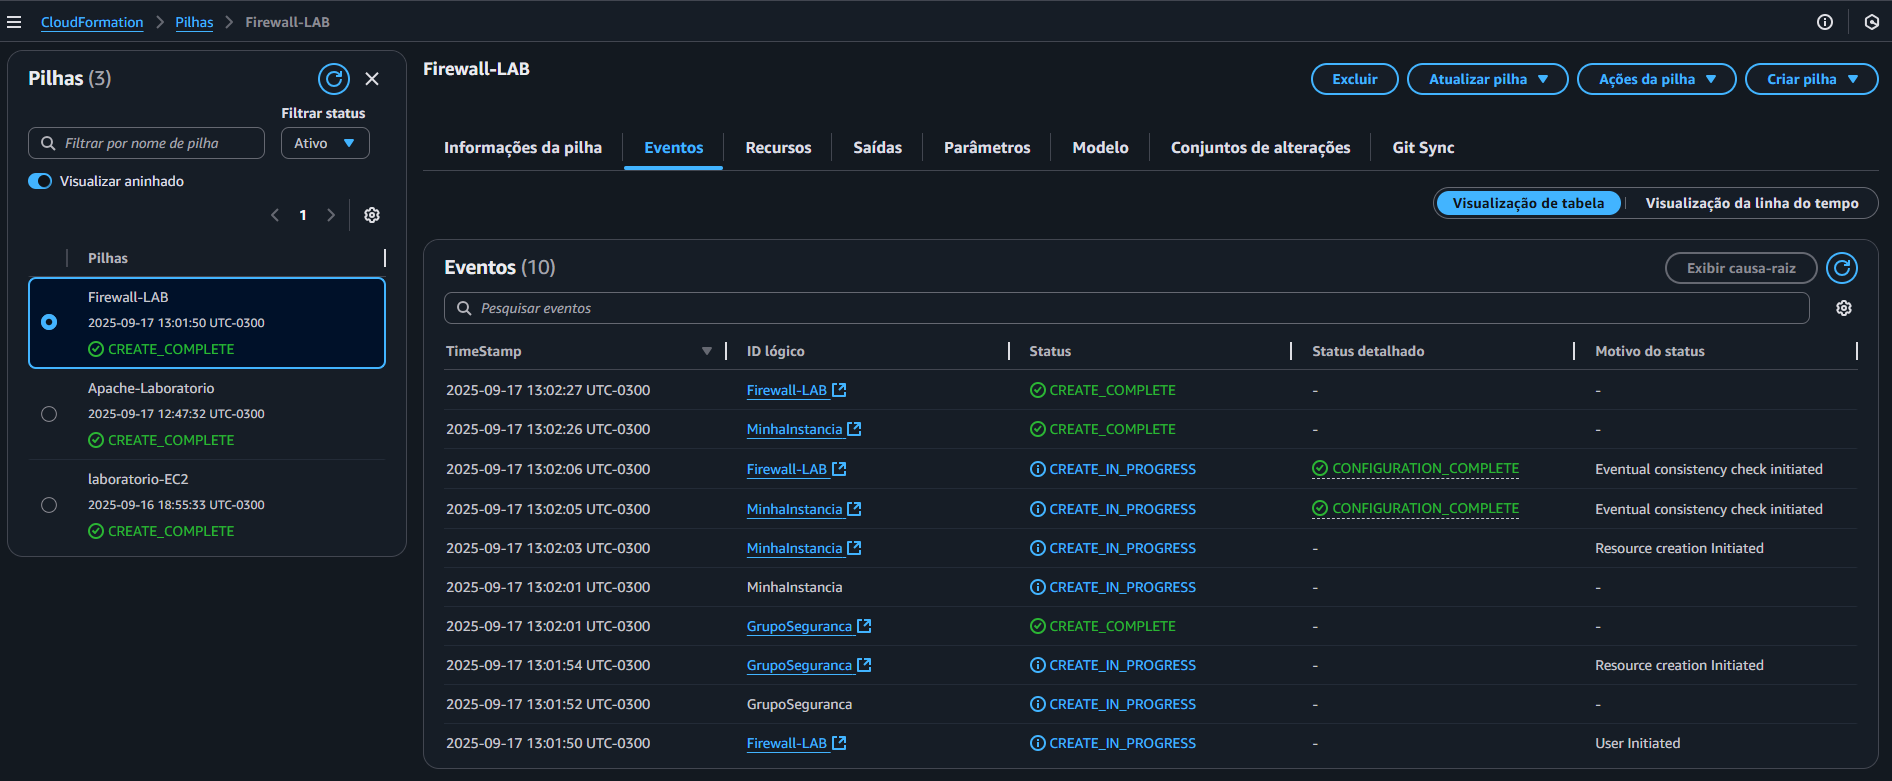 CloudFormation > Pilhas > Firewall-LAB
Pilhas (3)
Filtrar status
Filtrar por nome de pilha
Ativo
Visualizar aninhado
1
Pilhas
Firewall-LAB
2025-09-17 13:01:50 UTC-0300
CREATE_COMPLETE
Apache-Laboratorio
2025-09-17 12:47:32 UTC-0300
CREATE_COMPLETE
laboratorio-EC2
2025-09-16 18:55:33 UTC-0300
CREATE_COMPLETE
Firewall-LAB
Excluir Atualizar pilha Ações da pilha Criar pilha
Informações da pilha Eventos Recursos Saídas Parâmetros Modelo Conjuntos de alterações Git Sync
Visualização de tabela Visualização da linha do tempo
Eventos (10)
Exibir causa-raiz
Pesquisar eventos
TimeStamp ID lógico Status Status detalhado Motivo do status
2025-09-17 13:02:27 UTC-0300 Firewall-LAB CREATE_COMPLETE - -
2025-09-17 13:02:26 UTC-0300 MinhaInstancia CREATE_COMPLETE - -
2025-09-17 13:02:06 UTC-0300 Firewall-LAB CREATE_IN_PROGRESS CONFIGURATION_COMPLETE Eventual consistency check initiated
2025-09-17 13:02:05 UTC-0300 MinhaInstancia CREATE_IN_PROGRESS CONFIGURATION_COMPLETE Eventual consistency check initiated
2025-09-17 13:02:03 UTC-0300 MinhaInstancia CREATE_IN_PROGRESS - Resource creation Initiated
2025-09-17 13:02:01 UTC-0300 MinhaInstancia CREATE_IN_PROGRESS - -
2025-09-17 13:02:01 UTC-0300 GrupoSeguranca CREATE_COMPLETE - -
2025-09-17 13:01:54 UTC-0300 GrupoSeguranca CREATE_IN_PROGRESS - Resource creation Initiated
2025-09-17 13:01:52 UTC-0300 GrupoSeguranca CREATE_IN_PROGRESS - -
2025-09-17 13:01:50 UTC-0300 Firewall-LAB CREATE_IN_PROGRESS - User Initiated